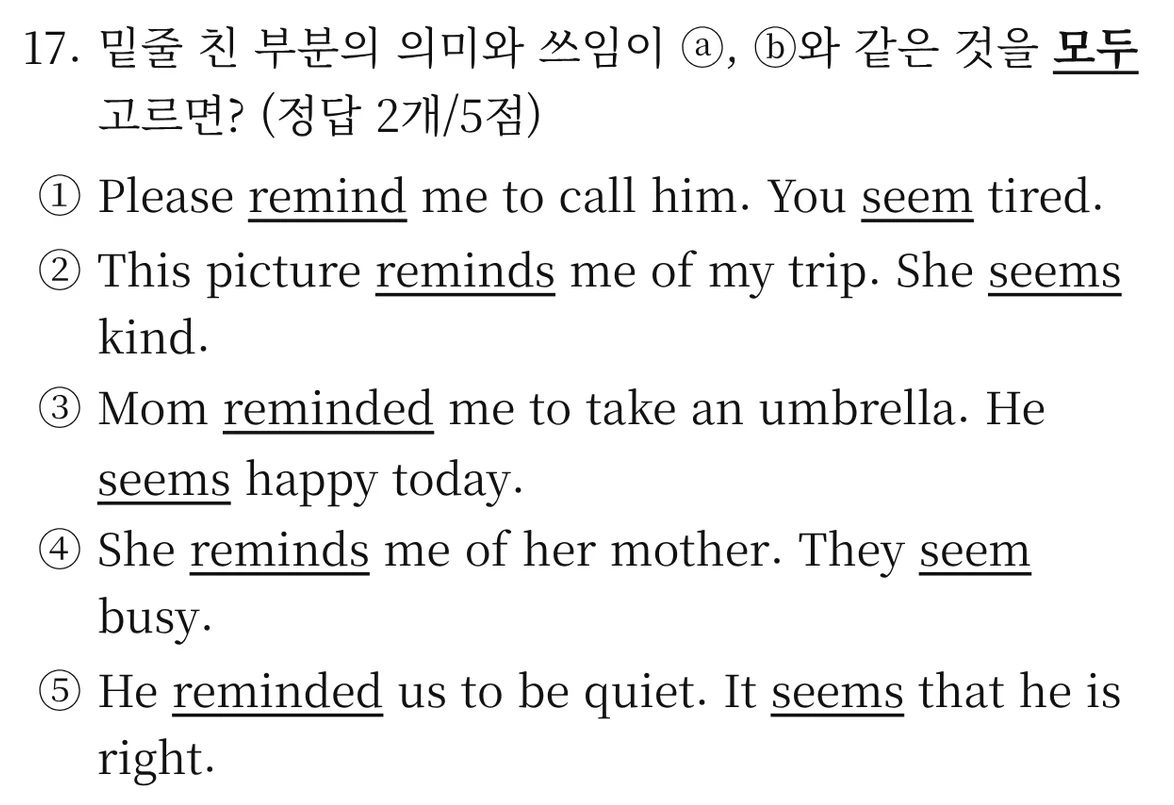 17. 밑줄 친 부분의 의미와 쓰임이 ⓐ, ⓑ와 같은 것을 모두
고르면? (정답 2개/5점)
① Please remind me to call him. You seem tired.
② This picture reminds me of my trip. She seems
kind.
③ Mom reminded me to take an umbrella. He
seems happy today.
④ She reminds me of her mother. They seem
busy.
⑤ He reminded us to be quiet. It seems that he is
right.